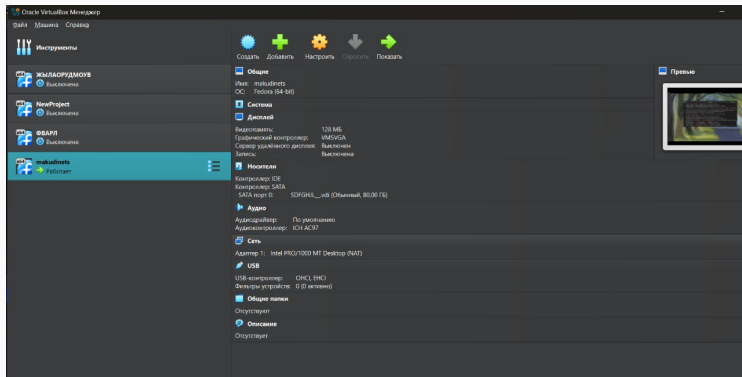 Oracle VirtualBox Менеджер
Файл Машина Справка
Инструменты
Создать Добавить Настроить Сбросить Показать
ЖЫЛАОРУДМОУВ
Выключена
NewProject
Выключена
ФВАРЛ
Выключена
makudinets
Работает
Общие
Имя: makudinets
ОС: Fedora (64-bit)
Система
Дисплей
Видеопамять: 128 МБ
Графический контроллер: VMSVGA
Сервер удалённого дисплея: Выключен
Запись: Выключена
Носители
Контроллер: IDE
Контроллер: SATA
SATA порт 0: SDFGHJL__.vdi (Обычный, 80,00 ГБ)
Аудио
Аудиодрайвер: По умолчанию
Аудиоконтроллер: ICH AC97
Сеть
Адаптер 1: Intel PRO/1000 MT Desktop (NAT)
USB
USB-контроллер: OHCI, EHCI
Фильтры устройств: 0 (0 активно)
Общие папки
Отсутствуют
Описание
Отсутствует
Превью